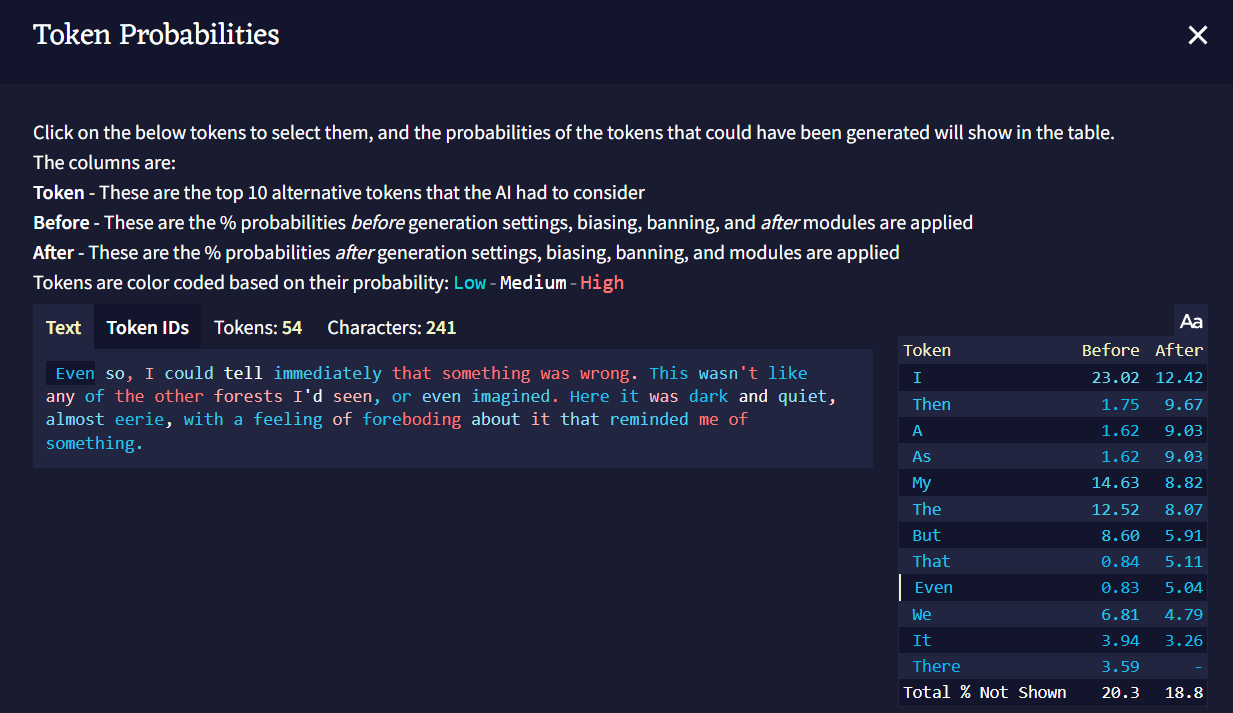 Token Probabilities
Click on the below tokens to select them, and the probabilities of the tokens that could have been generated will show in the table.
The columns are:
Token - These are the top 10 alternative tokens that the AI had to consider
Before - These are the % probabilities before generation settings, biasing, banning, and after modules are applied
After - These are the % probabilities after generation settings, biasing, banning, and modules are applied
Tokens are color coded based on their probability: Low - Medium - High
Text Token IDs Tokens: 54 Characters: 241
Even so, I could tell immediately that something was wrong. This wasn't like
any of the other forests I'd seen, or even imagined. Here it was dark and quiet,
almost eerie, with a feeling of foreboding about it that reminded me of
something.
Aa
Token Before After
I 23.02 12.42
Then 1.75 9.67
A 1.62 9.03
As 1.62 9.03
My 14.63 8.82
The 12.52 8.07
But 8.60 5.91
That 0.84 5.11
Even 0.83 5.04
We 6.81 4.79
It 3.94 3.26
There 3.59 -
Total % Not Shown 20.3 18.8